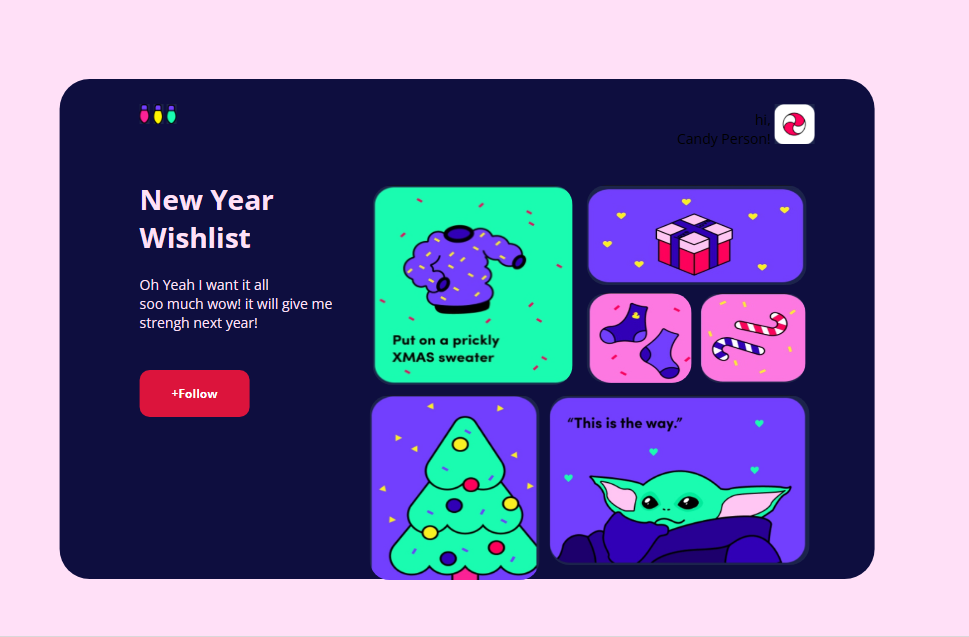 hi,
Candy Person!
New Year
Wishlist
Oh Yeah I want it all
soo much wow! it will give me
strengh next year!
+Follow
Put on a prickly
XMAS sweater
“This is the way.”